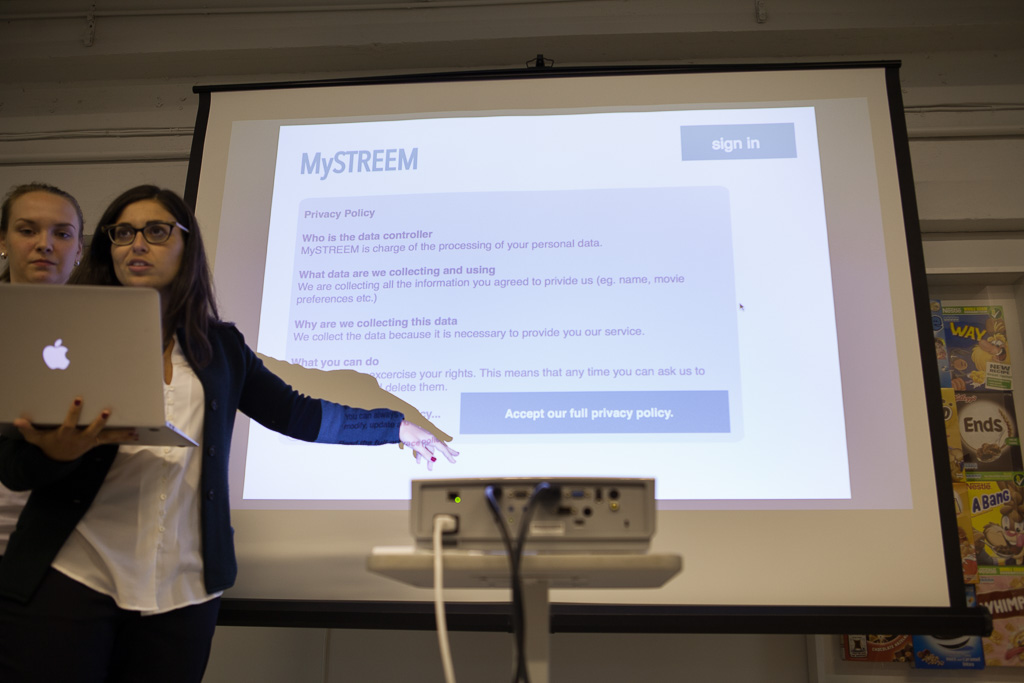 MySTREEM
sign in
Privacy Policy
Who is the data controller
MySTREEM is charge of the processing of your personal data.
What data are we collecting and using
We are collecting all the information you agreed to privide us (eg. name, movie
preferences etc.)
Why are we collecting this data
We collect the data because it is necessary to provide you our service.
What you can do
excercise your rights. This means that any time you can ask us to
delete them.
Accept our full privacy policy.
WAY
NEW
Ends
Nestle
A Bang
WHIM